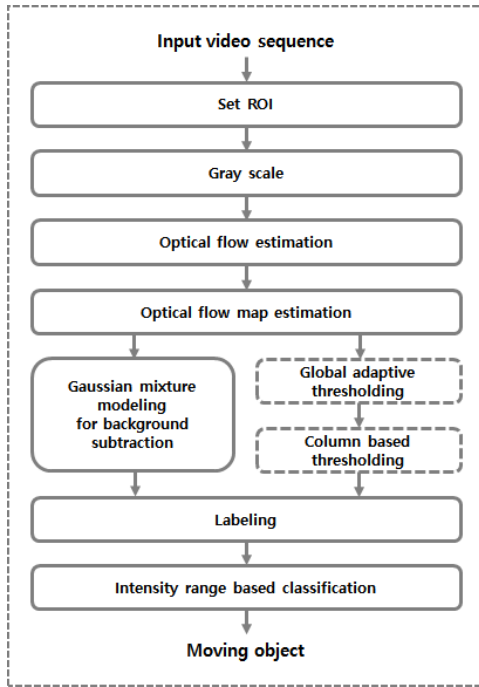 Input video sequence
Set ROI
Gray scale
Optical flow estimation
Optical flow map estimation
Gaussian mixture
modeling
for background
subtraction
Global adaptive
thresholding
Column based
thresholding
Labeling
Intensity range based classification
Moving object